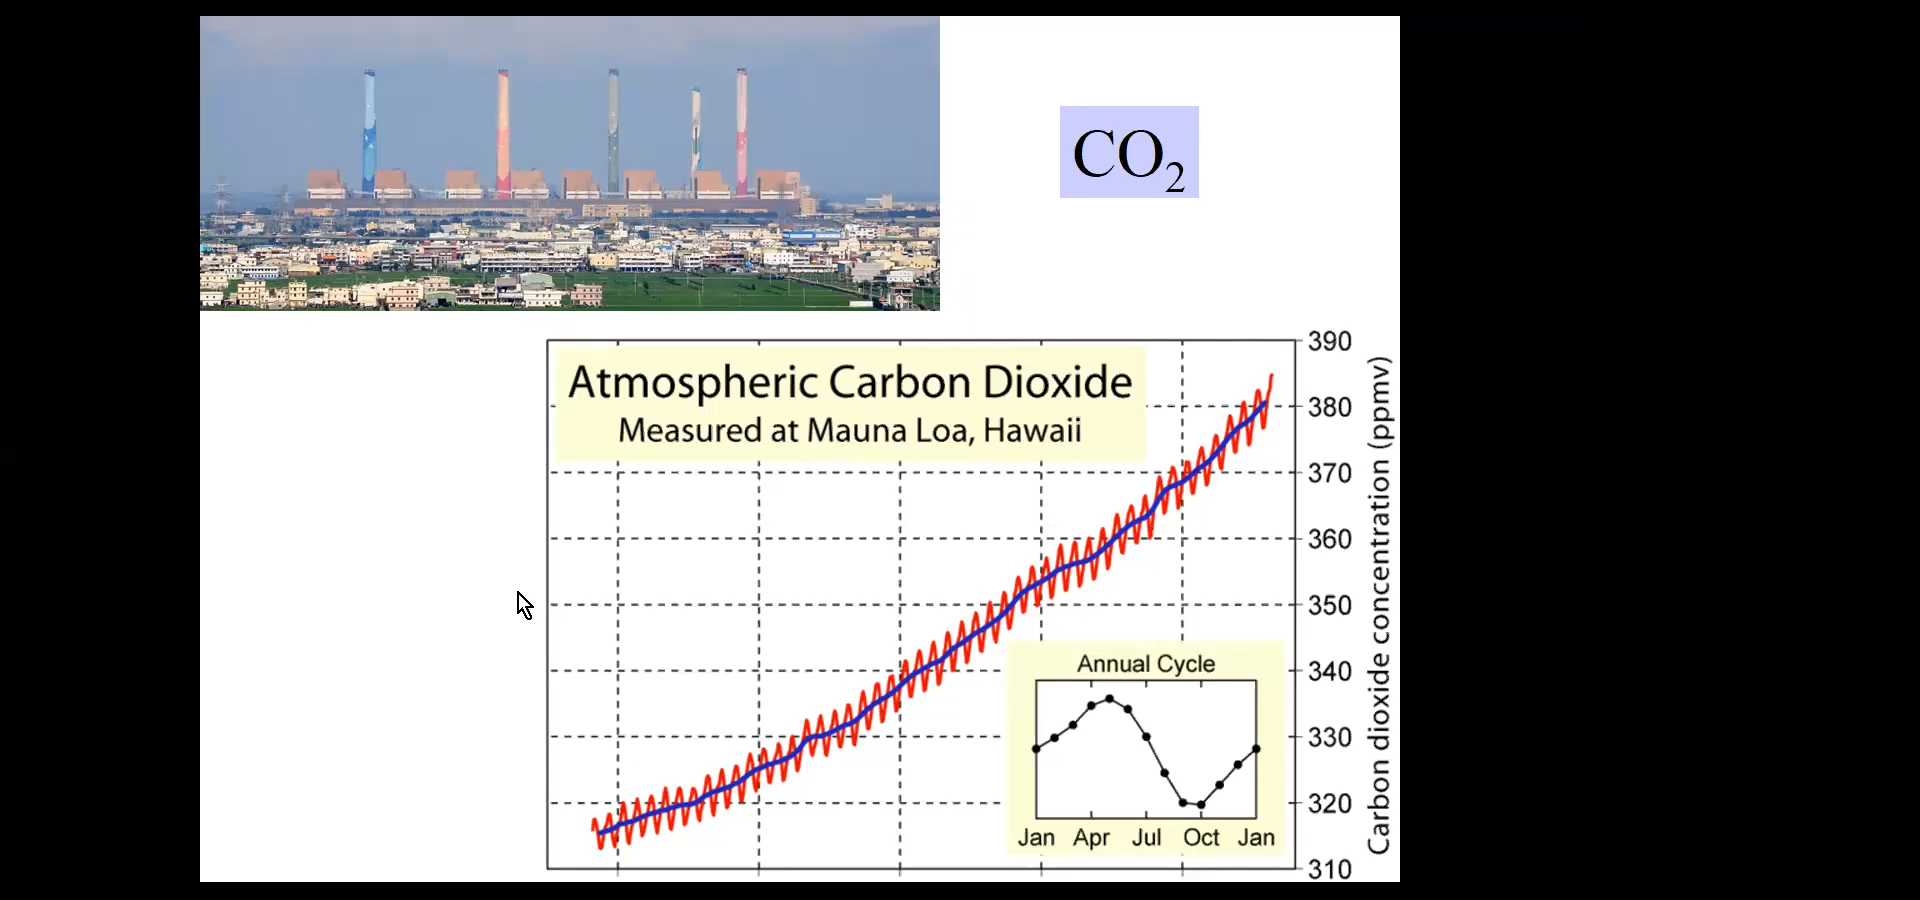 CO₂
Atmospheric Carbon Dioxide
Measured at Mauna Loa, Hawaii
390
380
370
360
350
340
330
320
310
Carbon dioxide concentration (ppmv)
Annual Cycle
Jan Apr Jul Oct Jan